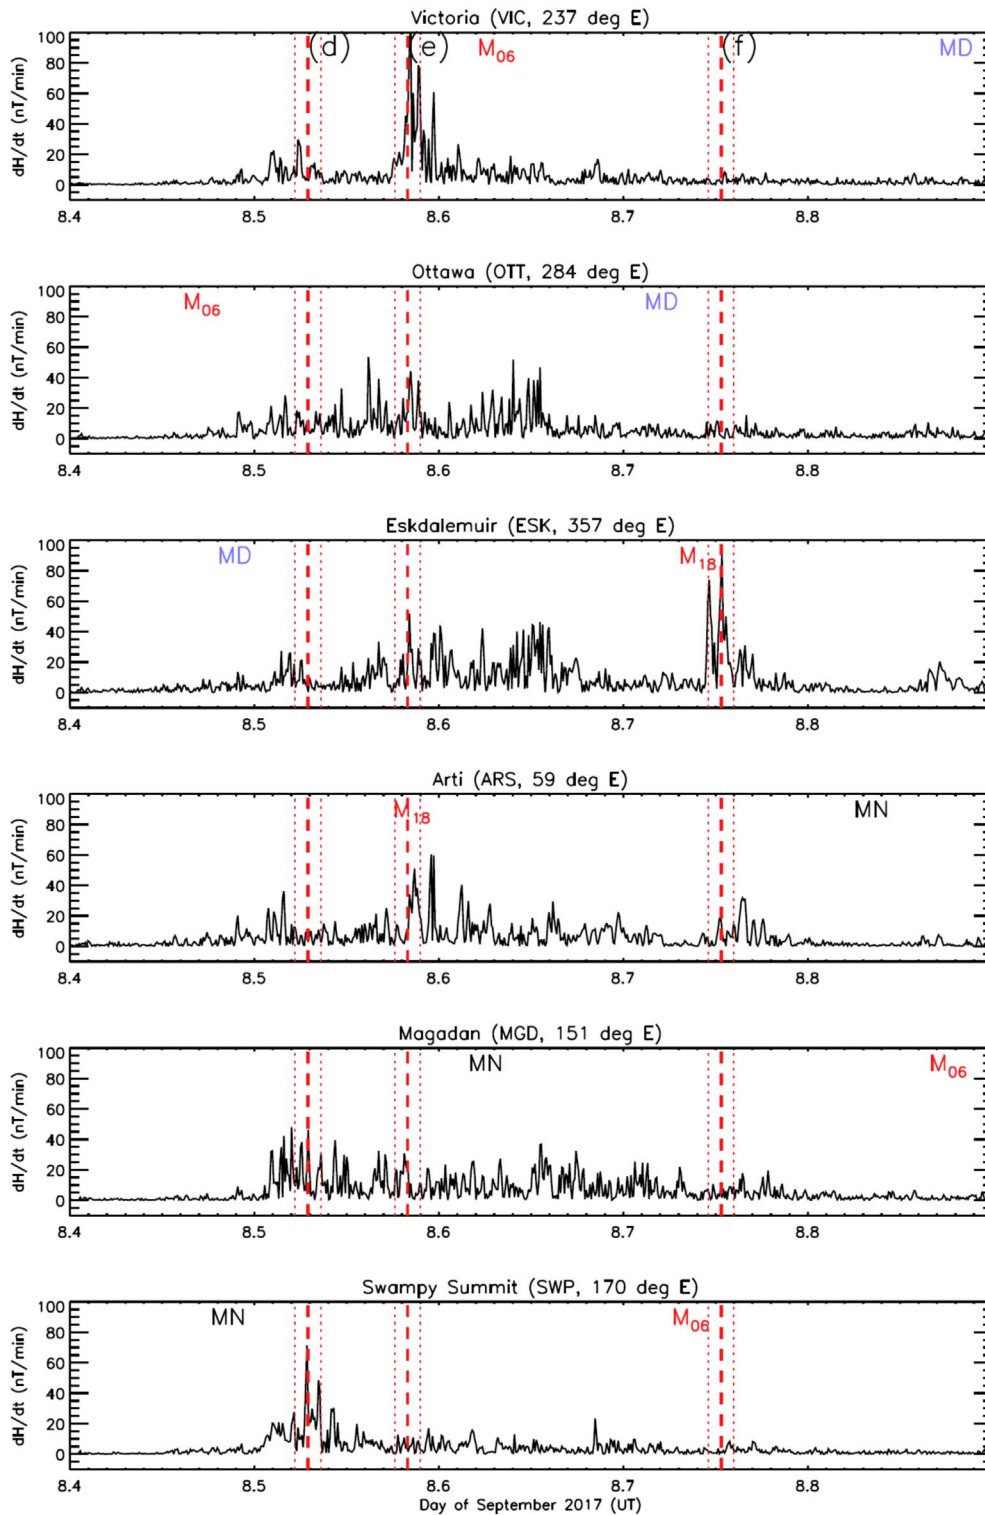 Victoria (VIC, 237 deg E)
(d) (e) M06 (f) MD
100
80
60
40
20
0
dH/dt (nT/min)
8.4 8.5 8.6 8.7 8.8
Ottawa (OTT, 284 deg E)
M06 MD
100
80
60
40
20
0
dH/dt (nT/min)
8.4 8.5 8.6 8.7 8.8
Eskdalemuir (ESK, 357 deg E)
MD M18
100
80
60
40
20
0
dH/dt (nT/min)
8.4 8.5 8.6 8.7 8.8
Arti (ARS, 59 deg E)
M18 MN
100
80
60
40
20
0
dH/dt (nT/min)
8.4 8.5 8.6 8.7 8.8
Magadan (MGD, 151 deg E)
MN M06
100
80
60
40
20
0
dH/dt (nT/min)
8.4 8.5 8.6 8.7 8.8
Swampy Summit (SWP, 170 deg E)
MN M06
100
80
60
40
20
0
dH/dt (nT/min)
8.4 8.5 8.6 8.7 8.8
Day of September 2017 (UT)